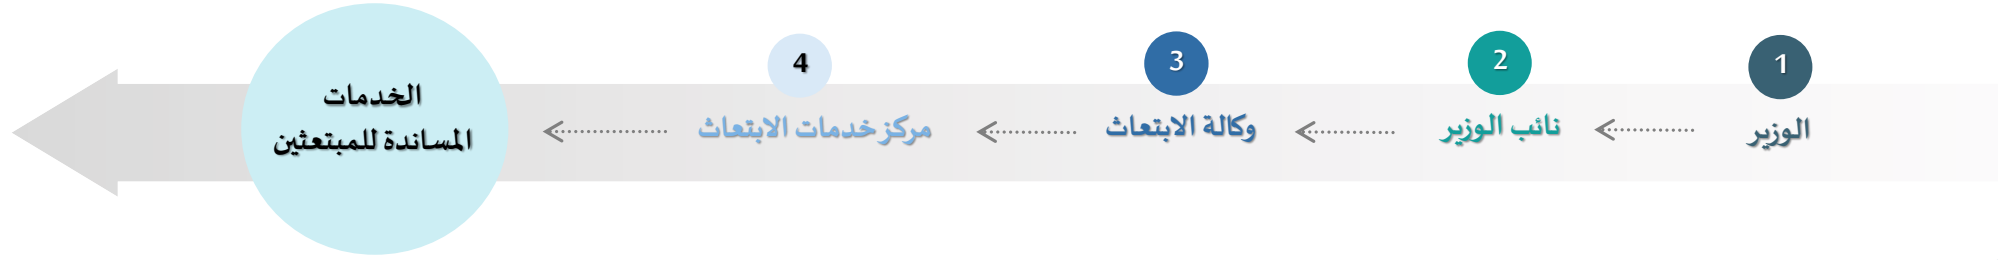 1
الوزير
2
نائب الوزير
3
وكالة الابتعاث
4
مركز خدمات الابتعاث
الخدمات
المساندة للمبتعثين